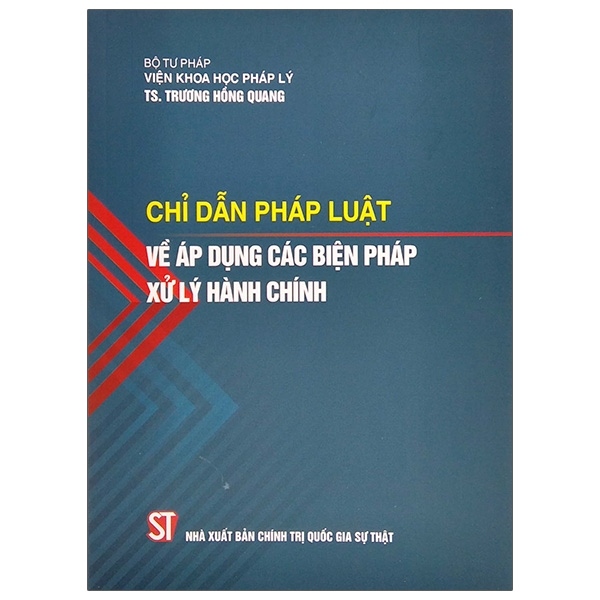 BỘ TƯ PHÁP
VIỆN KHOA HỌC PHÁP LÝ
TS. TRƯƠNG HỒNG QUANG
CHỈ DẪN PHÁP LUẬT
VỀ ÁP DỤNG CÁC BIỆN PHÁP
XỬ LÝ HÀNH CHÍNH
ST
NHÀ XUẤT BẢN CHÍNH TRỊ QUỐC GIA SỰ THẬT